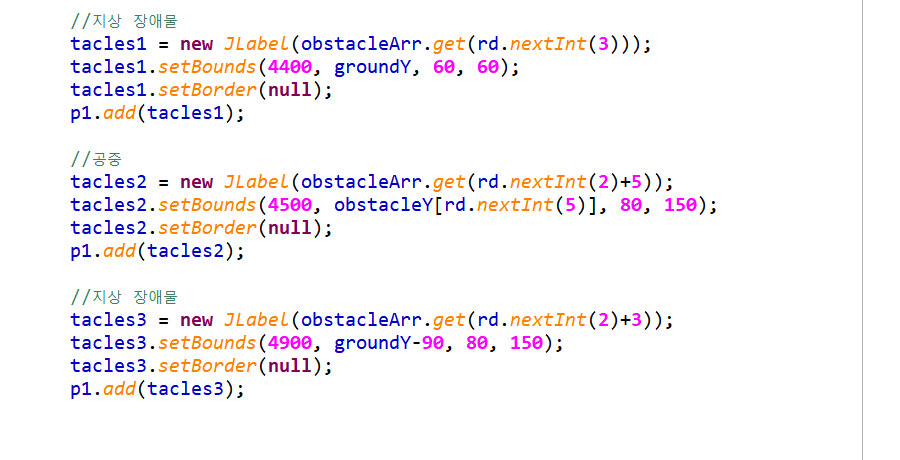 //지상 장애물
tacles1 = new JLabel(obstacleArr.get(rd.nextInt(3)));
tacles1.setBounds(4400, groundY, 60, 60);
tacles1.setBorder(null);
p1.add(tacles1);
//공중
tacles2 = new JLabel(obstacleArr.get(rd.nextInt(2)+5));
tacles2.setBounds(4500, obstacleY[rd.nextInt(5)], 80, 150);
tacles2.setBorder(null);
p1.add(tacles2);
//지상 장애물
tacles3 = new JLabel(obstacleArr.get(rd.nextInt(2)+3));
tacles3.setBounds(4900, groundY-90, 80, 150);
tacles3.setBorder(null);
p1.add(tacles3);